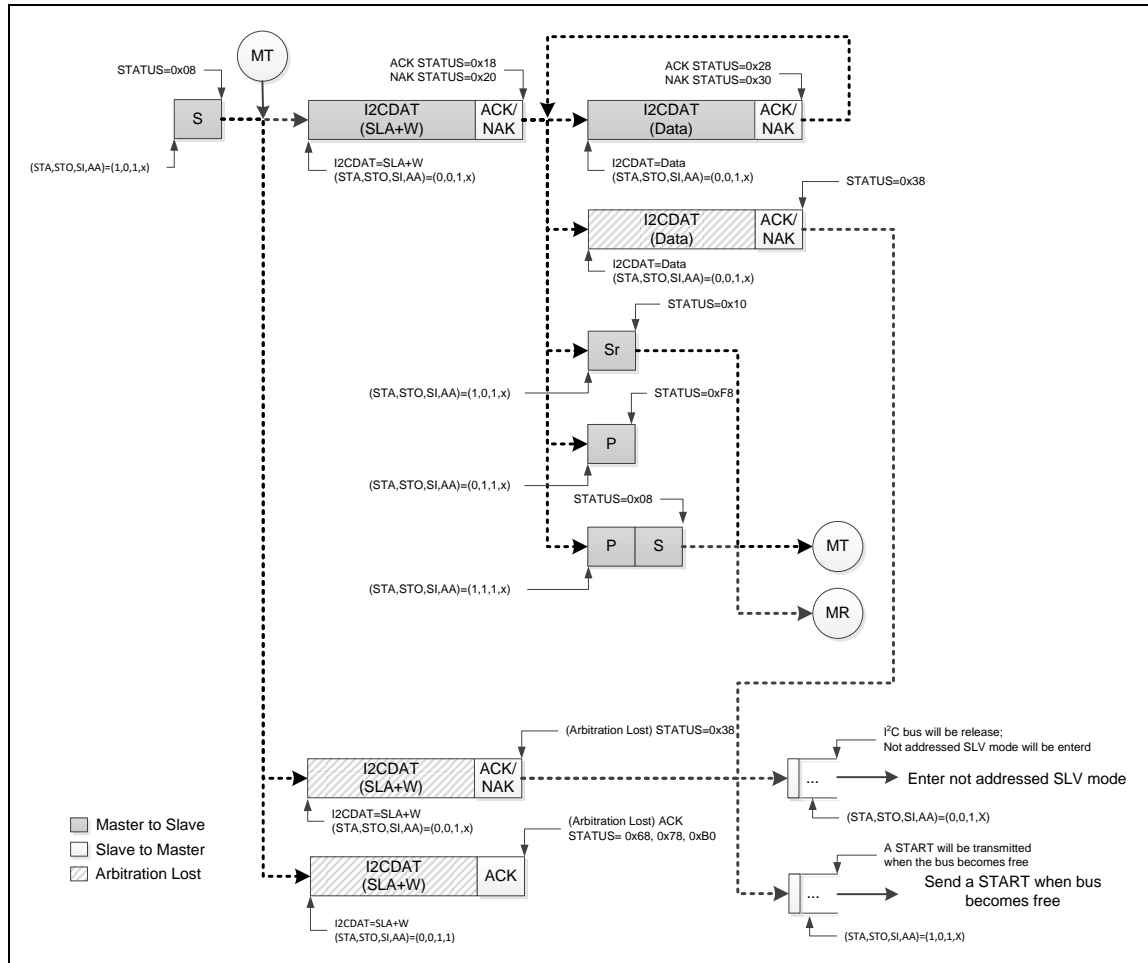 MT
STATUS=0x08
S
(STA,STO,SI,AA)=(1,0,1,x)
ACK STATUS=0x18
NAK STATUS=0x20
I2CDAT
(SLA+W)
ACK/
NAK
I2CDAT=SLA+W
(STA,STO,SI,AA)=(0,0,1,x)
ACK STATUS=0x28
NAK STATUS=0x30
I2CDAT
(Data)
ACK/
NAK
I2CDAT=Data
(STA,STO,SI,AA)=(0,0,1,x)
STATUS=0x38
I2CDAT
(Data)
ACK/
NAK
I2CDAT=Data
(STA,STO,SI,AA)=(0,0,1,x)
STATUS=0x10
Sr
(STA,STO,SI,AA)=(1,0,1,x)
STATUS=0xF8
P
(STA,STO,SI,AA)=(0,1,1,x)
STATUS=0x08
P
S
(STA,STO,SI,AA)=(1,1,1,x)
MT
MR
(Arbitration Lost) STATUS=0x38
I2CDAT
(SLA+W)
ACK/
NAK
I2CDAT=SLA+W
(STA,STO,SI,AA)=(0,0,1,x)
I²C bus will be release;
Not addressed SLV mode will be enterd
...
Enter not addressed SLV mode
(STA,STO,SI,AA)=(0,0,1,X)
Master to Slave
Slave to Master
Arbitration Lost
(Arbitration Lost) ACK
STATUS= 0x68, 0x78, 0xB0
I2CDAT
(SLA+W)
ACK
I2CDAT=SLA+W
(STA,STO,SI,AA)=(0,0,1,1)
A START will be transmitted
when the bus becomes free
...
Send a START when bus
becomes free
(STA,STO,SI,AA)=(1,0,1,X)